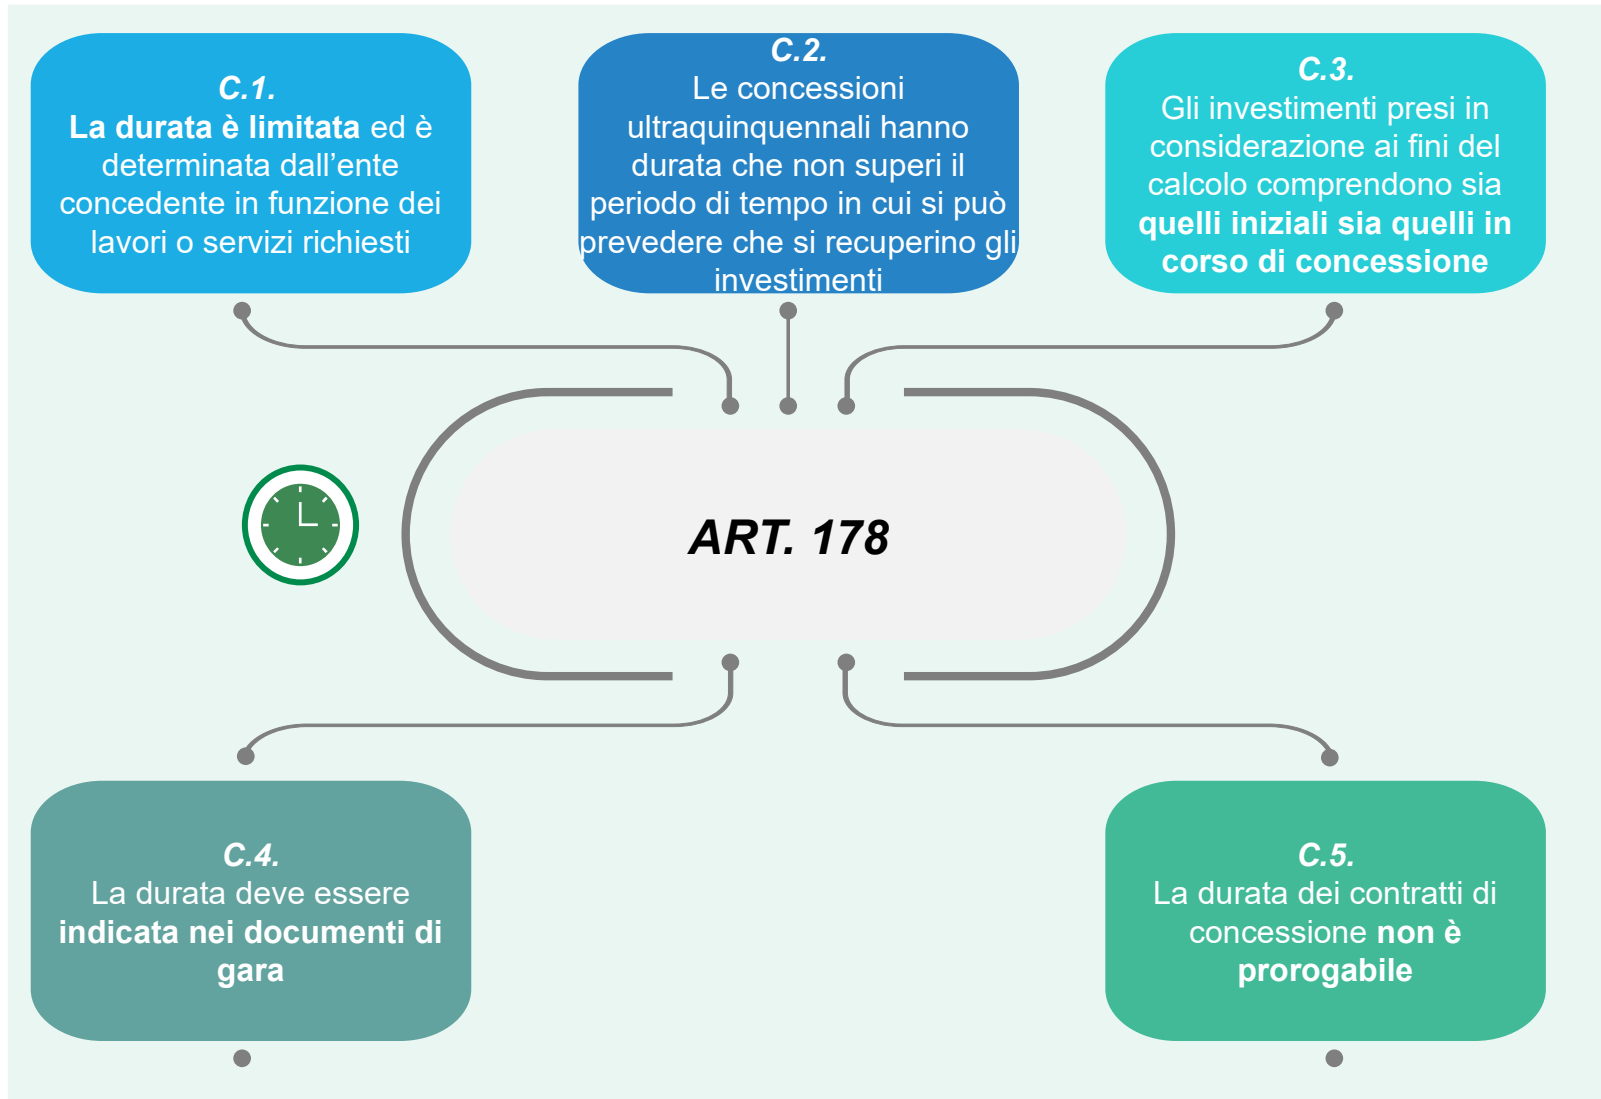 C.1.
La durata è limitata ed è
determinata dall’ente
concedente in funzione dei
lavori o servizi richiesti
C.2.
Le concessioni
ultraquinquennali hanno
durata che non superi il
periodo di tempo in cui si può
prevedere che si recuperino gli
investimenti
C.3.
Gli investimenti presi in
considerazione ai fini del
calcolo comprendono sia
quelli iniziali sia quelli in
corso di concessione
ART. 178
C.4.
La durata deve essere
indicata nei documenti di
gara
C.5.
La durata dei contratti di
concessione non è
prorogabile